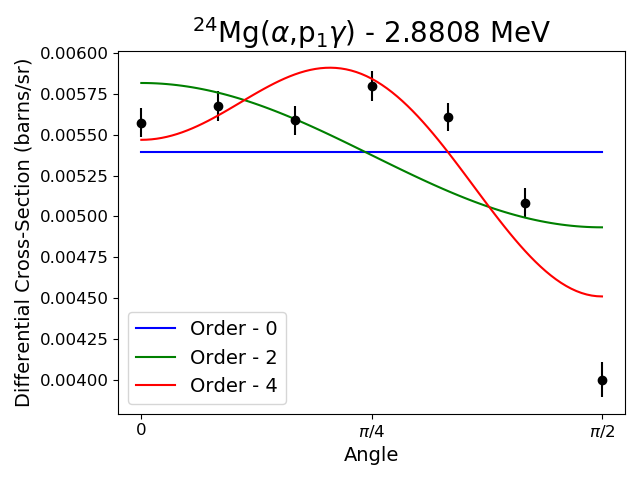 ²⁴Mg(α,p₁γ) - 2.8808 MeV
Differential Cross-Section (barns/sr)
0.00600
0.00575
0.00550
0.00525
0.00500
0.00475
0.00450
0.00425
0.00400
Order - 0
Order - 2
Order - 4
0 π/4 π/2
Angle